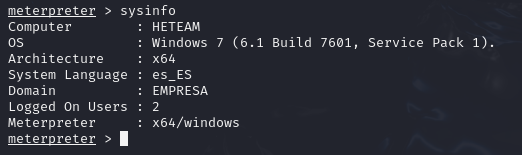 meterpreter > sysinfo
Computer        : HETEAM
OS              : Windows 7 (6.1 Build 7601, Service Pack 1).
Architecture    : x64
System Language : es_ES
Domain          : EMPRESA
Logged On Users : 2
Meterpreter     : x64/windows
meterpreter >